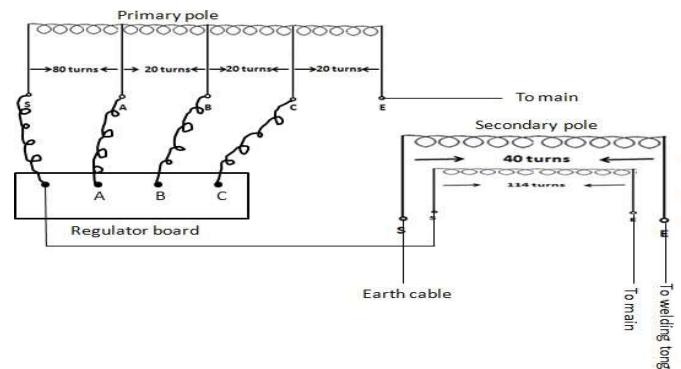 Primary pole
80 turns 20 turns 20 turns 20 turns
S A B C E
To main
Secondary pole
40 turns
114 turns
A B C
Regulator board
S E
Earth cable
To main
To welding tong